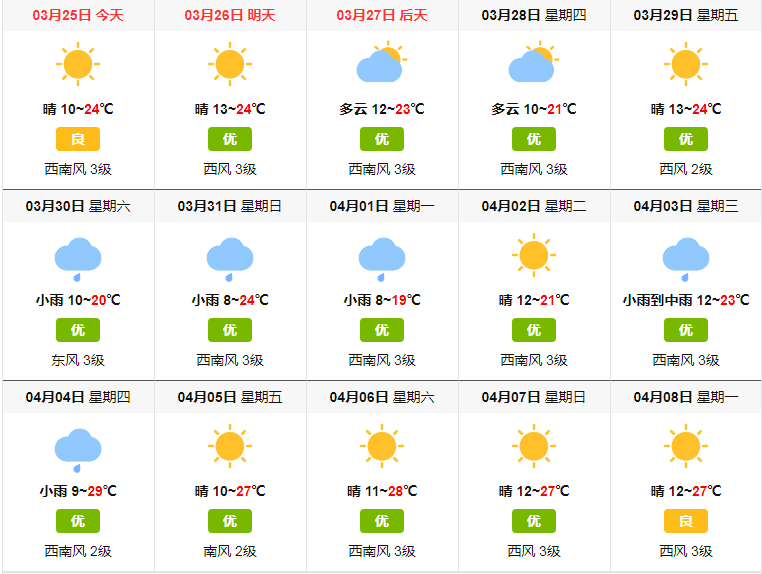 03月25日 今天
03月26日 明天
03月27日 后天
03月28日 星期四
03月29日 星期五
晴 10~24℃
晴 13~24℃
多云 12~23℃
多云 10~21℃
晴 13~24℃
良
优
优
优
优
西南风 3级
西风 3级
西南风 3级
西南风 3级
西风 2级
03月30日 星期六
03月31日 星期日
04月01日 星期一
04月02日 星期二
04月03日 星期三
小雨 10~20℃
小雨 8~24℃
小雨 8~19℃
晴 12~21℃
小雨到中雨 12~23℃
优
优
优
优
优
东风 3级
西南风 3级
西南风 3级
西南风 3级
西南风 3级
04月04日 星期四
04月05日 星期五
04月06日 星期六
04月07日 星期日
04月08日 星期一
小雨 9~29℃
晴 10~27℃
晴 11~28℃
晴 12~27℃
晴 12~27℃
优
优
优
优
良
西南风 2级
南风 2级
西南风 3级
西风 3级
西风 3级